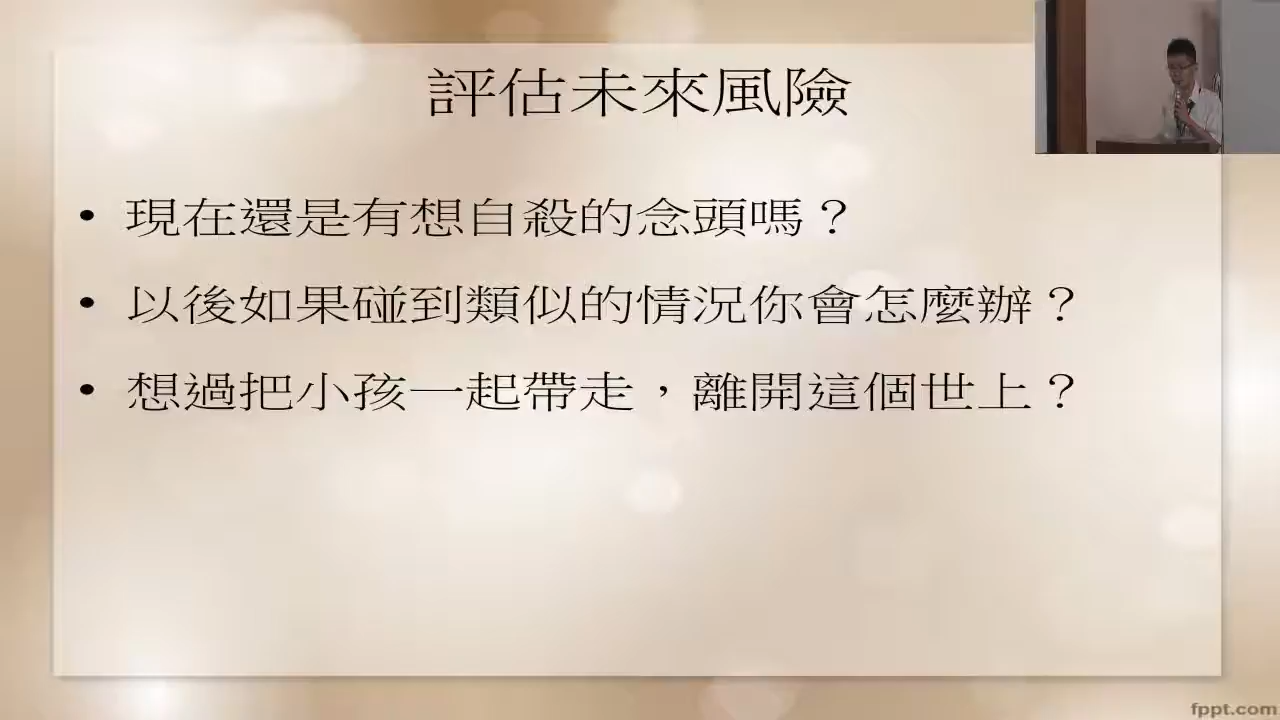 評估未來風險
• 現在還是有想自殺的念頭嗎？
• 以後如果碰到類似的情況你會怎麼辦？
• 想過把小孩一起帶走，離開這個世上？
fppt.com